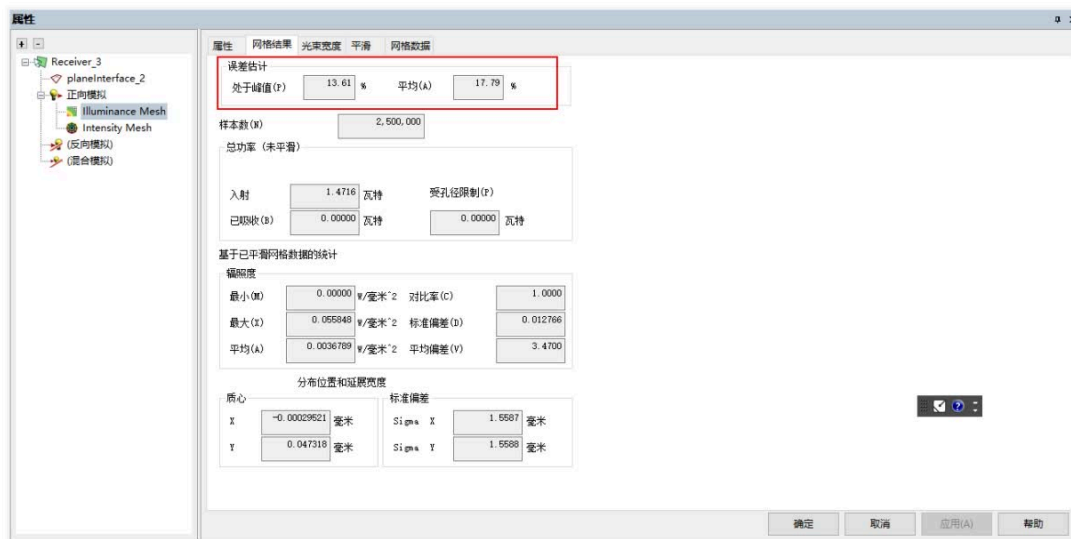 属性
Receiver_3
planeInterface_2
正向模拟
Illuminance Mesh
Intensity Mesh
(反向模拟)
(混合模拟)
属性 网格结果 光束宽度 平滑 网格数据
误差估计
处于峰值(P) 13.61 % 平均(A) 17.79 %
样本数(N) 2,500,000
总功率 (未平滑)
入射 1.4716 瓦特 受孔径限制(P)
已吸收(B) 0.00000 瓦特 0.00000 瓦特
基于已平滑网格数据的统计
辐照度
最小(M) 0.00000 W/毫米^2 对比率(C) 1.0000
最大(X) 0.055848 W/毫米^2 标准偏差(D) 0.012766
平均(A) 0.0036789 W/毫米^2 平均偏差(V) 3.4700
分布位置和延展宽度
质心 标准偏差
X -0.00029521 毫米 Sigma X 1.5587 毫米
Y 0.047318 毫米 Sigma Y 1.5588 毫米
确定 取消 应用(A) 帮助